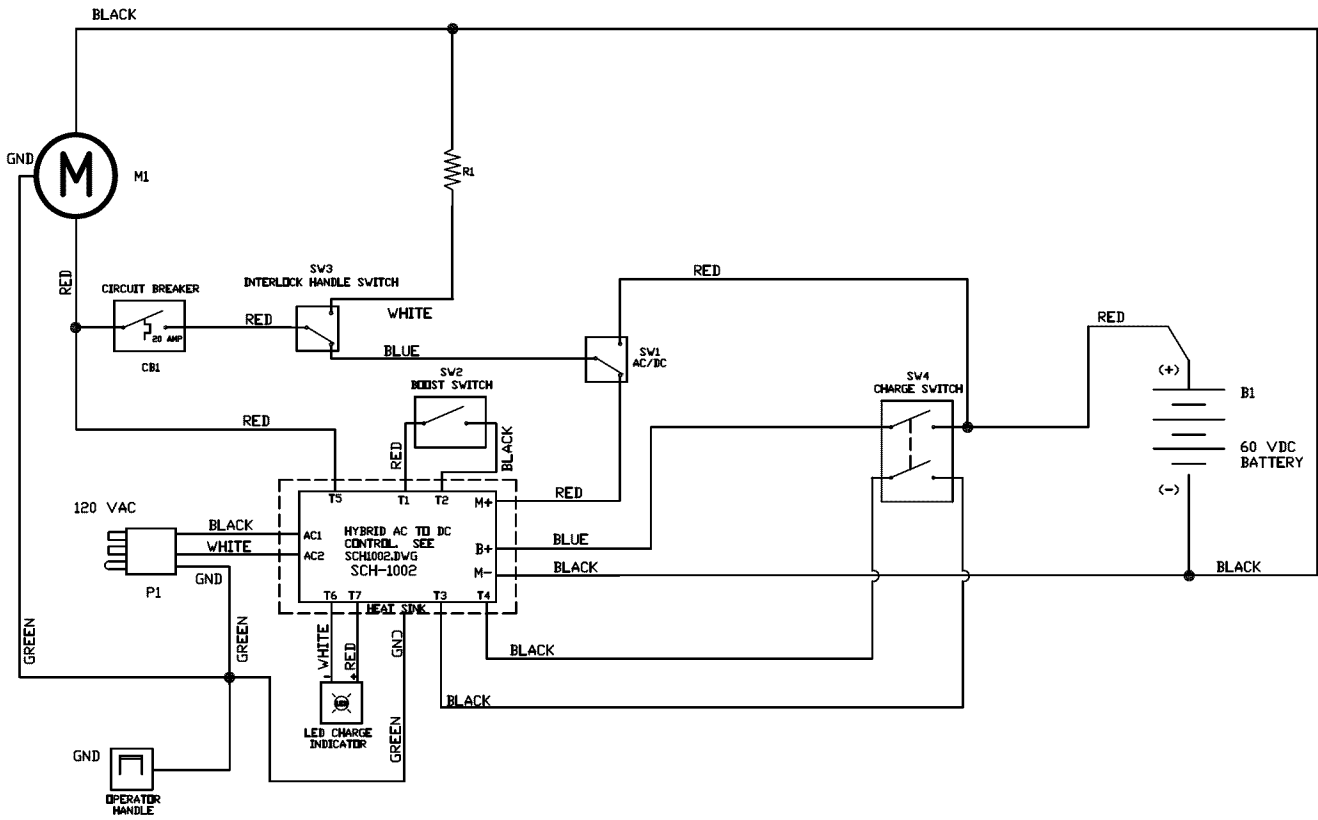 BLACK
GND
M
M1
R1
RED
SW3
INTERLOCK HANDLE SWITCH
RED
CIRCUIT BREAKER
RED
WHITE
20 AMP
CB1
BLUE
SW1
AC/DC
RED
SW2
BOOST SWITCH
SW4
CHARGE SWITCH
(+)
B1
60 VDC
BATTERY
(-)
RED
RED
BLACK
T5
T1
T2
M+
RED
120 VAC
BLACK
AC1
HYBRID AC TO DC
CONTROL. SEE
SCH1002.DWG
SCH-1002
WHITE
AC2
B+
BLUE
GND
M-
BLACK
BLACK
P1
T6
T7
T3
T4
HEAT SINK
GREEN
GREEN
WHITE
RED
GND
BLACK
-
+
LED
BLACK
LED CHARGE
INDICATOR
GREEN
GND
OPERATOR
HANDLE